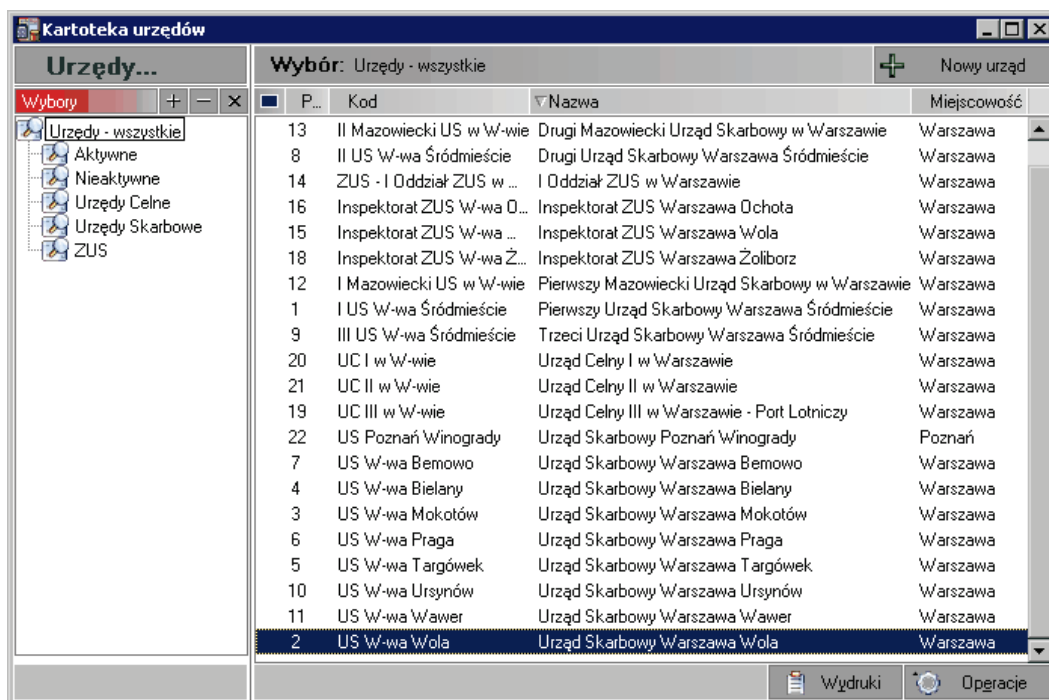 Kartoteka urzędów
Urzędy...
Wybór: Urzędy - wszystkie
Nowy urząd
Wybory
P... Kod Nazwa Miejscowość
Urzędy - wszystkie
Aktywne
Nieaktywne
Urzędy Celne
Urzędy Skarbowe
ZUS
13 II Mazowiecki US w W-wie Drugi Mazowiecki Urząd Skarbowy w Warszawie Warszawa
8 II US W-wa Śródmieście Drugi Urząd Skarbowy Warszawa Śródmieście Warszawa
14 ZUS - I Oddział ZUS w ... I Oddział ZUS w Warszawie Warszawa
16 Inspektorat ZUS W-wa O... Inspektorat ZUS Warszawa Ochota Warszawa
15 Inspektorat ZUS W-wa ... Inspektorat ZUS Warszawa Wola Warszawa
18 Inspektorat ZUS W-wa Ż... Inspektorat ZUS Warszawa Żoliborz Warszawa
12 I Mazowiecki US w W-wie Pierwszy Mazowiecki Urząd Skarbowy w Warszawie Warszawa
1 I US W-wa Śródmieście Pierwszy Urząd Skarbowy Warszawa Śródmieście Warszawa
9 III US W-wa Śródmieście Trzeci Urząd Skarbowy Warszawa Śródmieście Warszawa
20 UC I w W-wie Urząd Celny I w Warszawie Warszawa
21 UC II w W-wie Urząd Celny II w Warszawie Warszawa
19 UC III w W-wie Urząd Celny III w Warszawie - Port Lotniczy Warszawa
22 US Poznań Winogrady Urząd Skarbowy Poznań Winogrady Poznań
7 US W-wa Bemowo Urząd Skarbowy Warszawa Bemowo Warszawa
4 US W-wa Bielany Urząd Skarbowy Warszawa Bielany Warszawa
3 US W-wa Mokotów Urząd Skarbowy Warszawa Mokotów Warszawa
6 US W-wa Praga Urząd Skarbowy Warszawa Praga Warszawa
5 US W-wa Targówek Urząd Skarbowy Warszawa Targówek Warszawa
10 US W-wa Ursynów Urząd Skarbowy Warszawa Ursynów Warszawa
11 US W-wa Wawer Urząd Skarbowy Warszawa Wawer Warszawa
2 US W-wa Wola Urząd Skarbowy Warszawa Wola Warszawa
Wydruki
Operacje